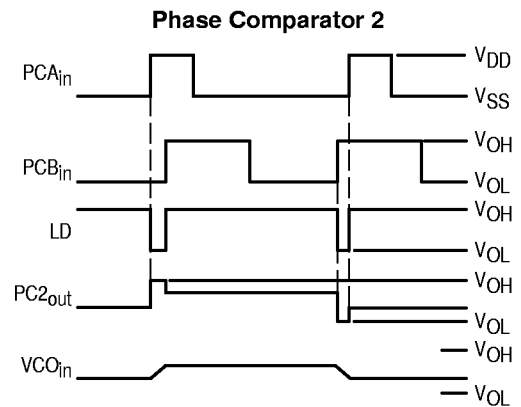 Phase Comparator 2
PCAin
VDD
VSS
PCBin
VOH
VOL
LD
VOH
VOL
PC2out
VOH
VOL
VCOin
VOH
VOL